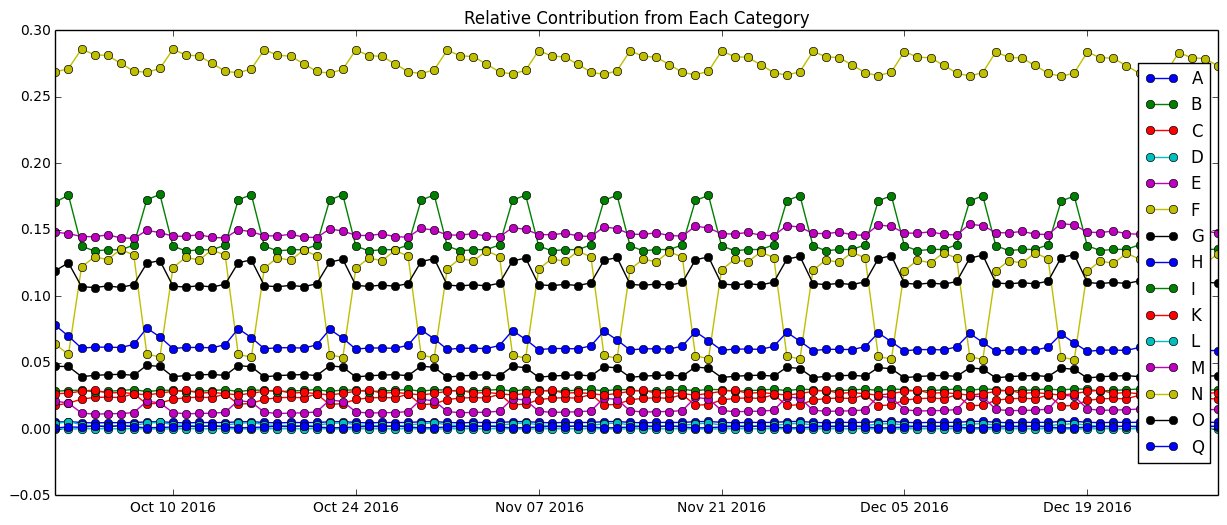 Relative Contribution from Each Category
0.30
0.25
0.20
0.15
0.10
0.05
0.00
−0.05
Oct 10 2016
Oct 24 2016
Nov 07 2016
Nov 21 2016
Dec 05 2016
Dec 19 2016
A
B
C
D
E
F
G
H
I
K
L
M
N
O
Q